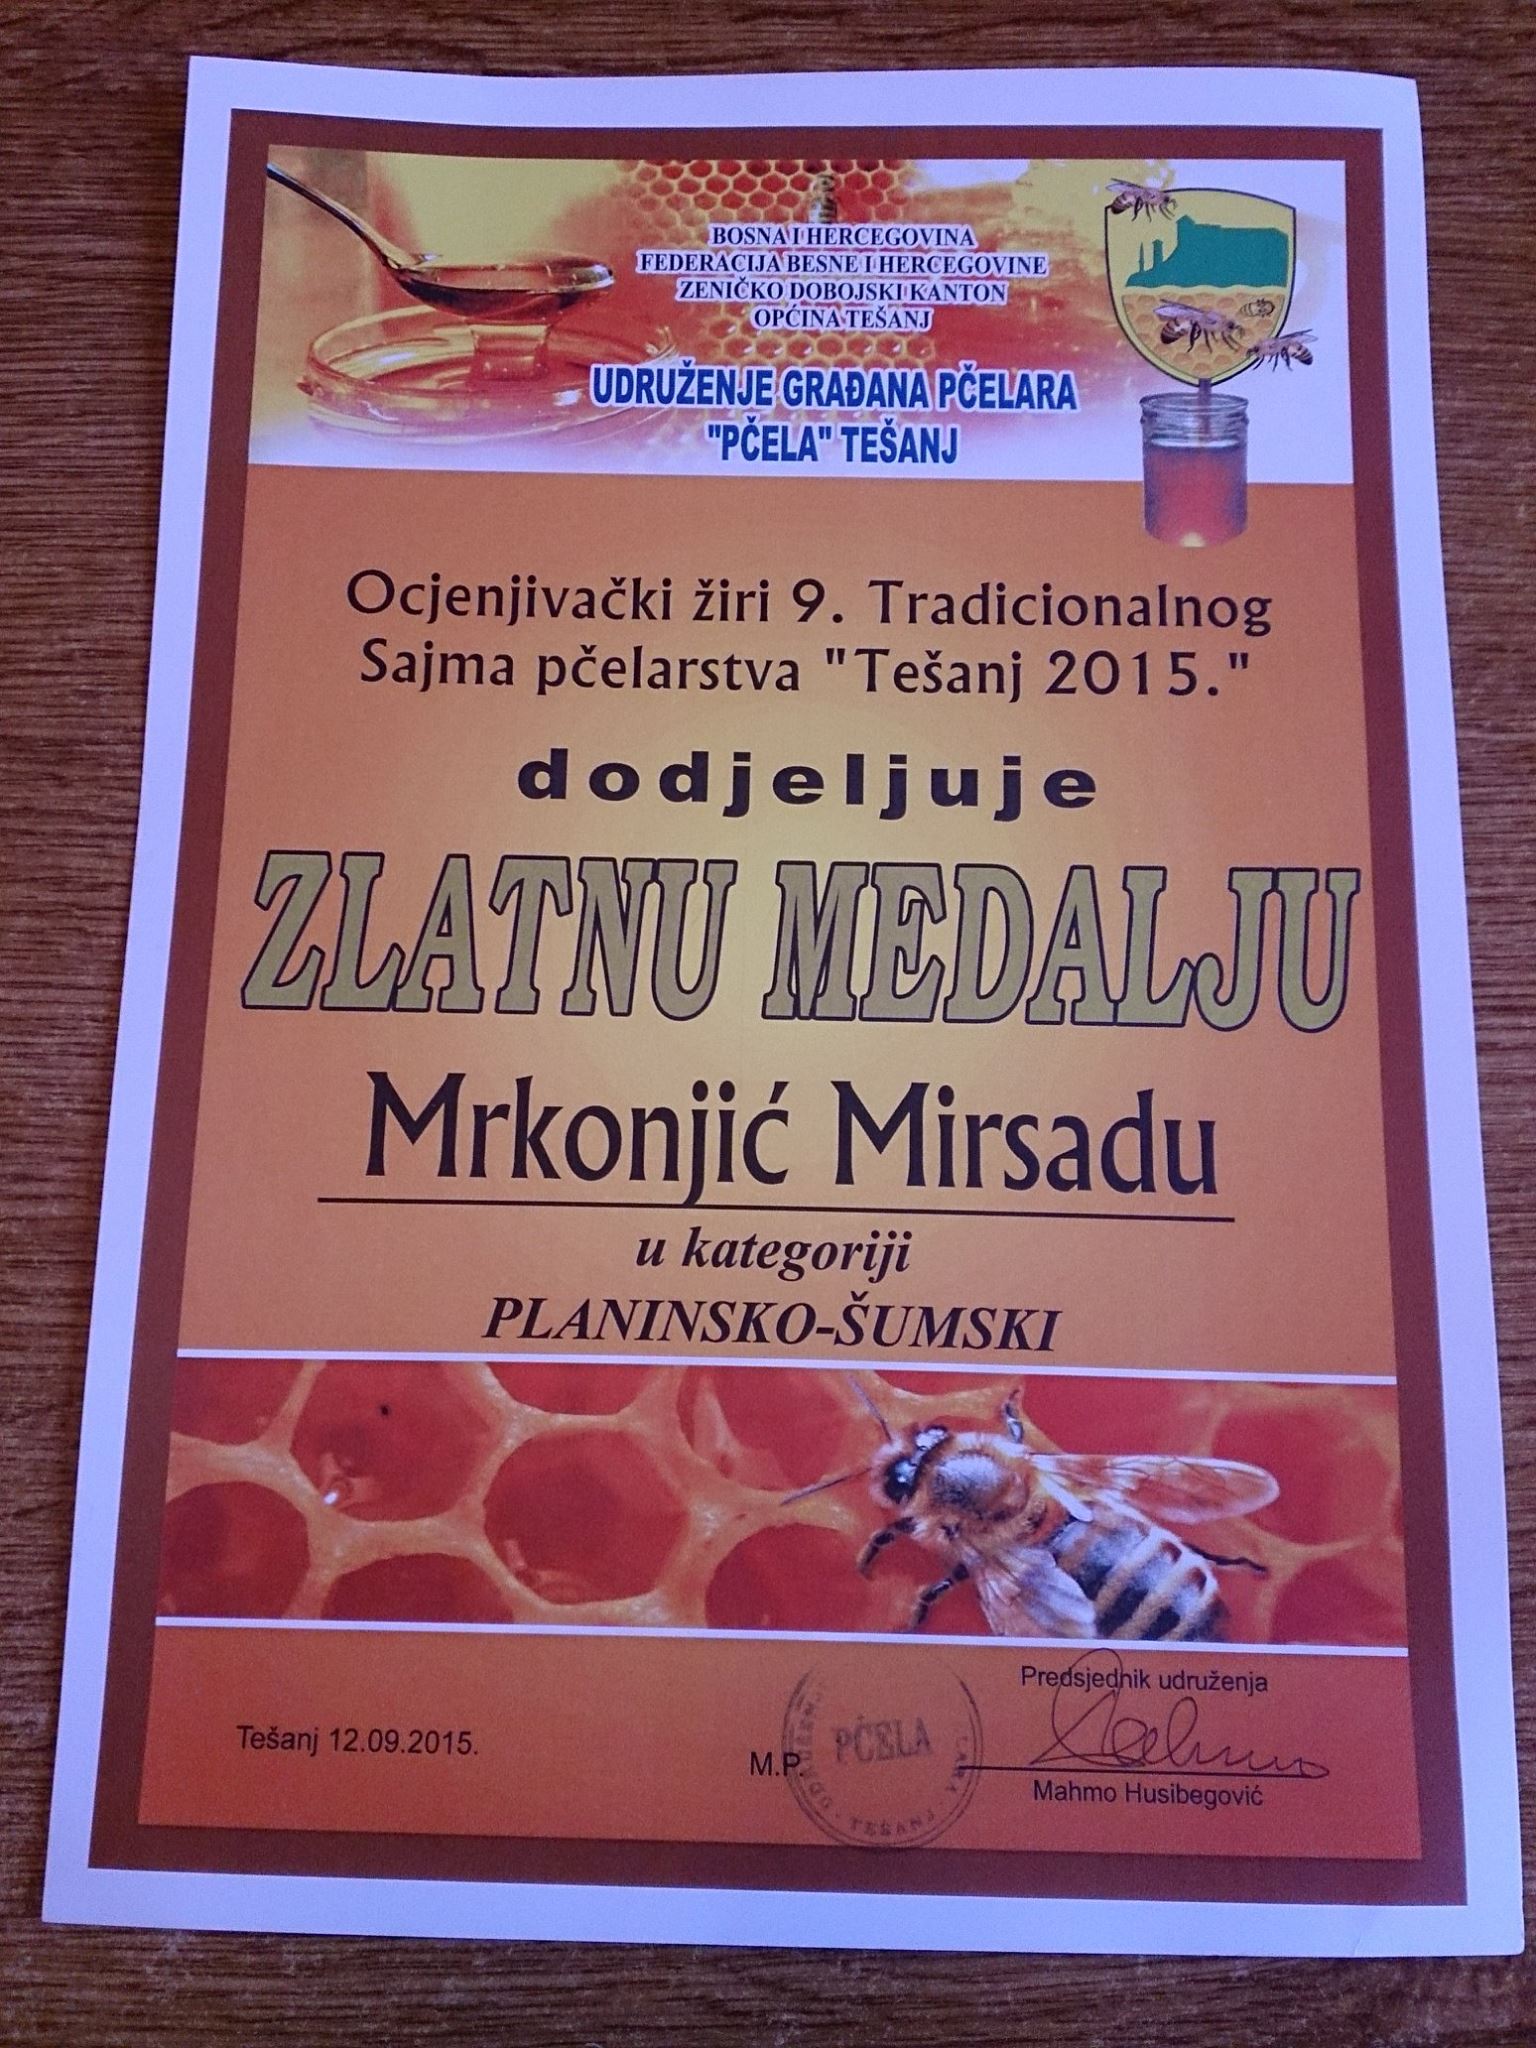 BOSNA I HERCEGOVINA
FEDERACIJA BESNE I HERCEGOVINE
ZENIČKO DOBOJSKI KANTON
OPĆINA TEŠANJ
UDRUŽENJE GRAĐANA PČELARA
"PČELA" TEŠANJ
Ocjenjivački žiri 9. Tradicionalnog
Sajma pčelarstva "Tešanj 2015."
dodjeljuje
ZLATNU MEDALJU
Mrkonjić Mirsadu
u kategoriji
PLANINSKO-ŠUMSKI
Predsjednik udruženja
Tešanj 12.09.2015.
M.P.
PČELA
TEŠANJ
Mahmo Husibegović